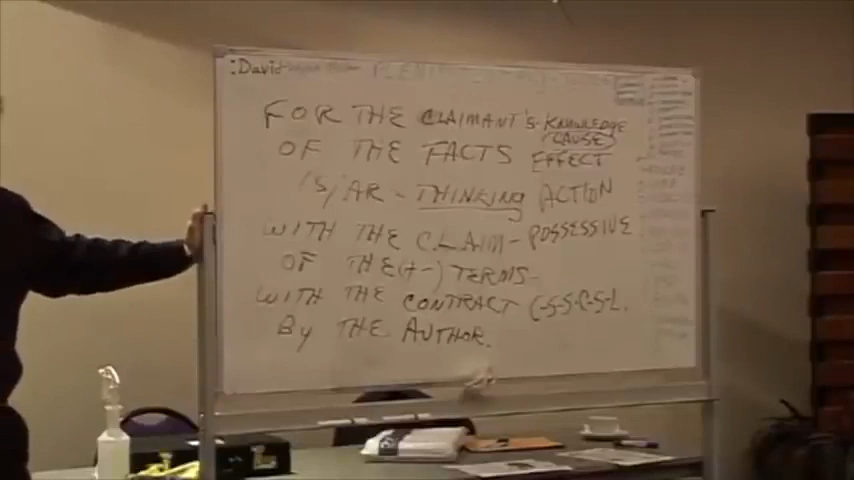 :David
FOR THE CLAIMANT'S-KNOWLEDGE
(CAUSE)
OF THE FACTS EFFECT
IS/AR-THINKING ACTION
WITH THE CLAIM-POSSESSIVE
OF THE(+-) TERMS-
WITH THE CONTRACT C-S-S-C-S-L.
BY THE AUTHOR.